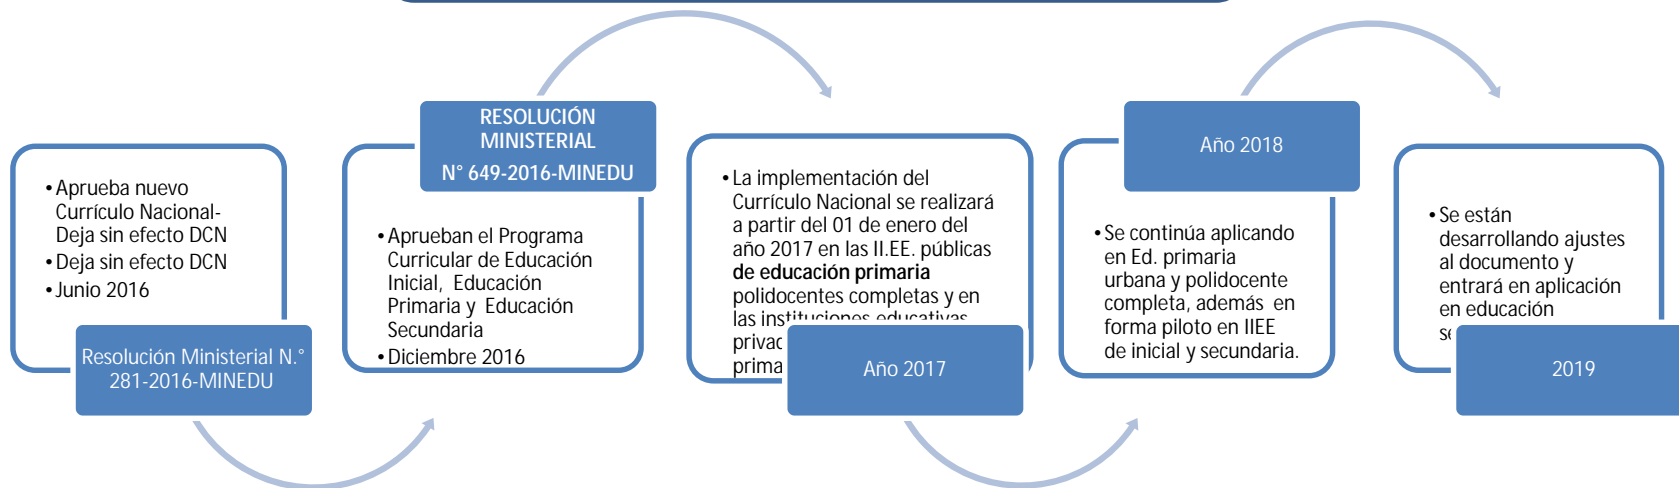 • Aprueba nuevo
Currículo Nacional-
Deja sin efecto DCN
• Deja sin efecto DCN
• Junio 2016
Resolución Ministerial N.°
281-2016-MINEDU
RESOLUCIÓN
MINISTERIAL
N° 649-2016-MINEDU
• Aprueban el Programa
Curricular de Educación
Inicial, Educación
Primaria y Educación
Secundaria
• Diciembre 2016
• La implementación del
Currículo Nacional se realizará
a partir del 01 de enero del
año 2017 en las II.EE. públicas
de educación primaria
polidocentes completas y en
las instituciones educativas
Año 2017
Año 2018
• Se continúa aplicando
en Ed. primaria
urbana y polidocente
completa, además en
forma piloto en IIEE
de inicial y secundaria.
• Se están
desarrollando ajustes
al documento y
entrará en aplicación
en educación
2019